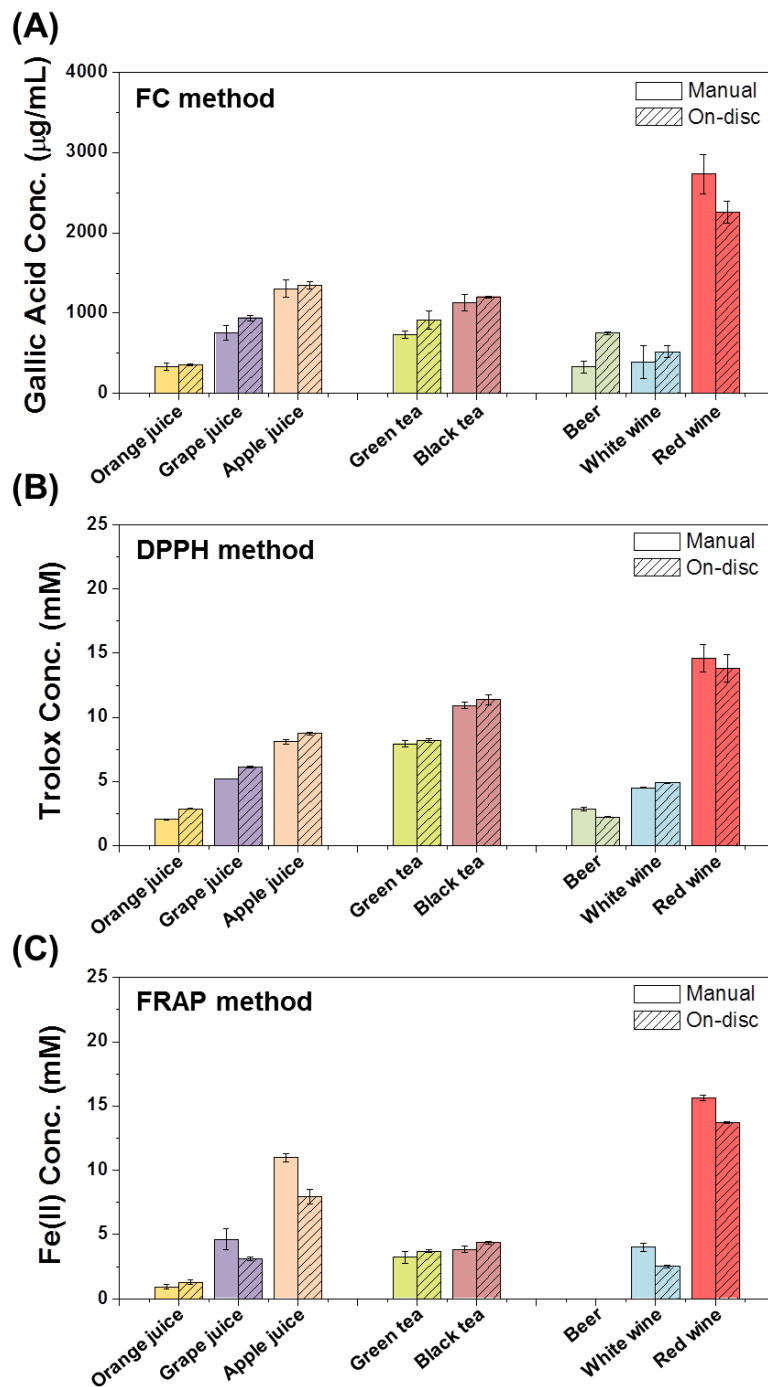 (A)
FC method
Manual
On-disc
Gallic Acid Conc. (μg/mL)
4000
3000
2000
1000
0
Orange juice
Grape juice
Apple juice
Green tea
Black tea
Beer
White wine
Red wine
(B)
DPPH method
Manual
On-disc
Trolox Conc. (mM)
25
20
15
10
5
0
Orange juice
Grape juice
Apple juice
Green tea
Black tea
Beer
White wine
Red wine
(C)
FRAP method
Manual
On-disc
Fe(II) Conc. (mM)
25
20
15
10
5
0
Orange juice
Grape juice
Apple juice
Green tea
Black tea
Beer
White wine
Red wine